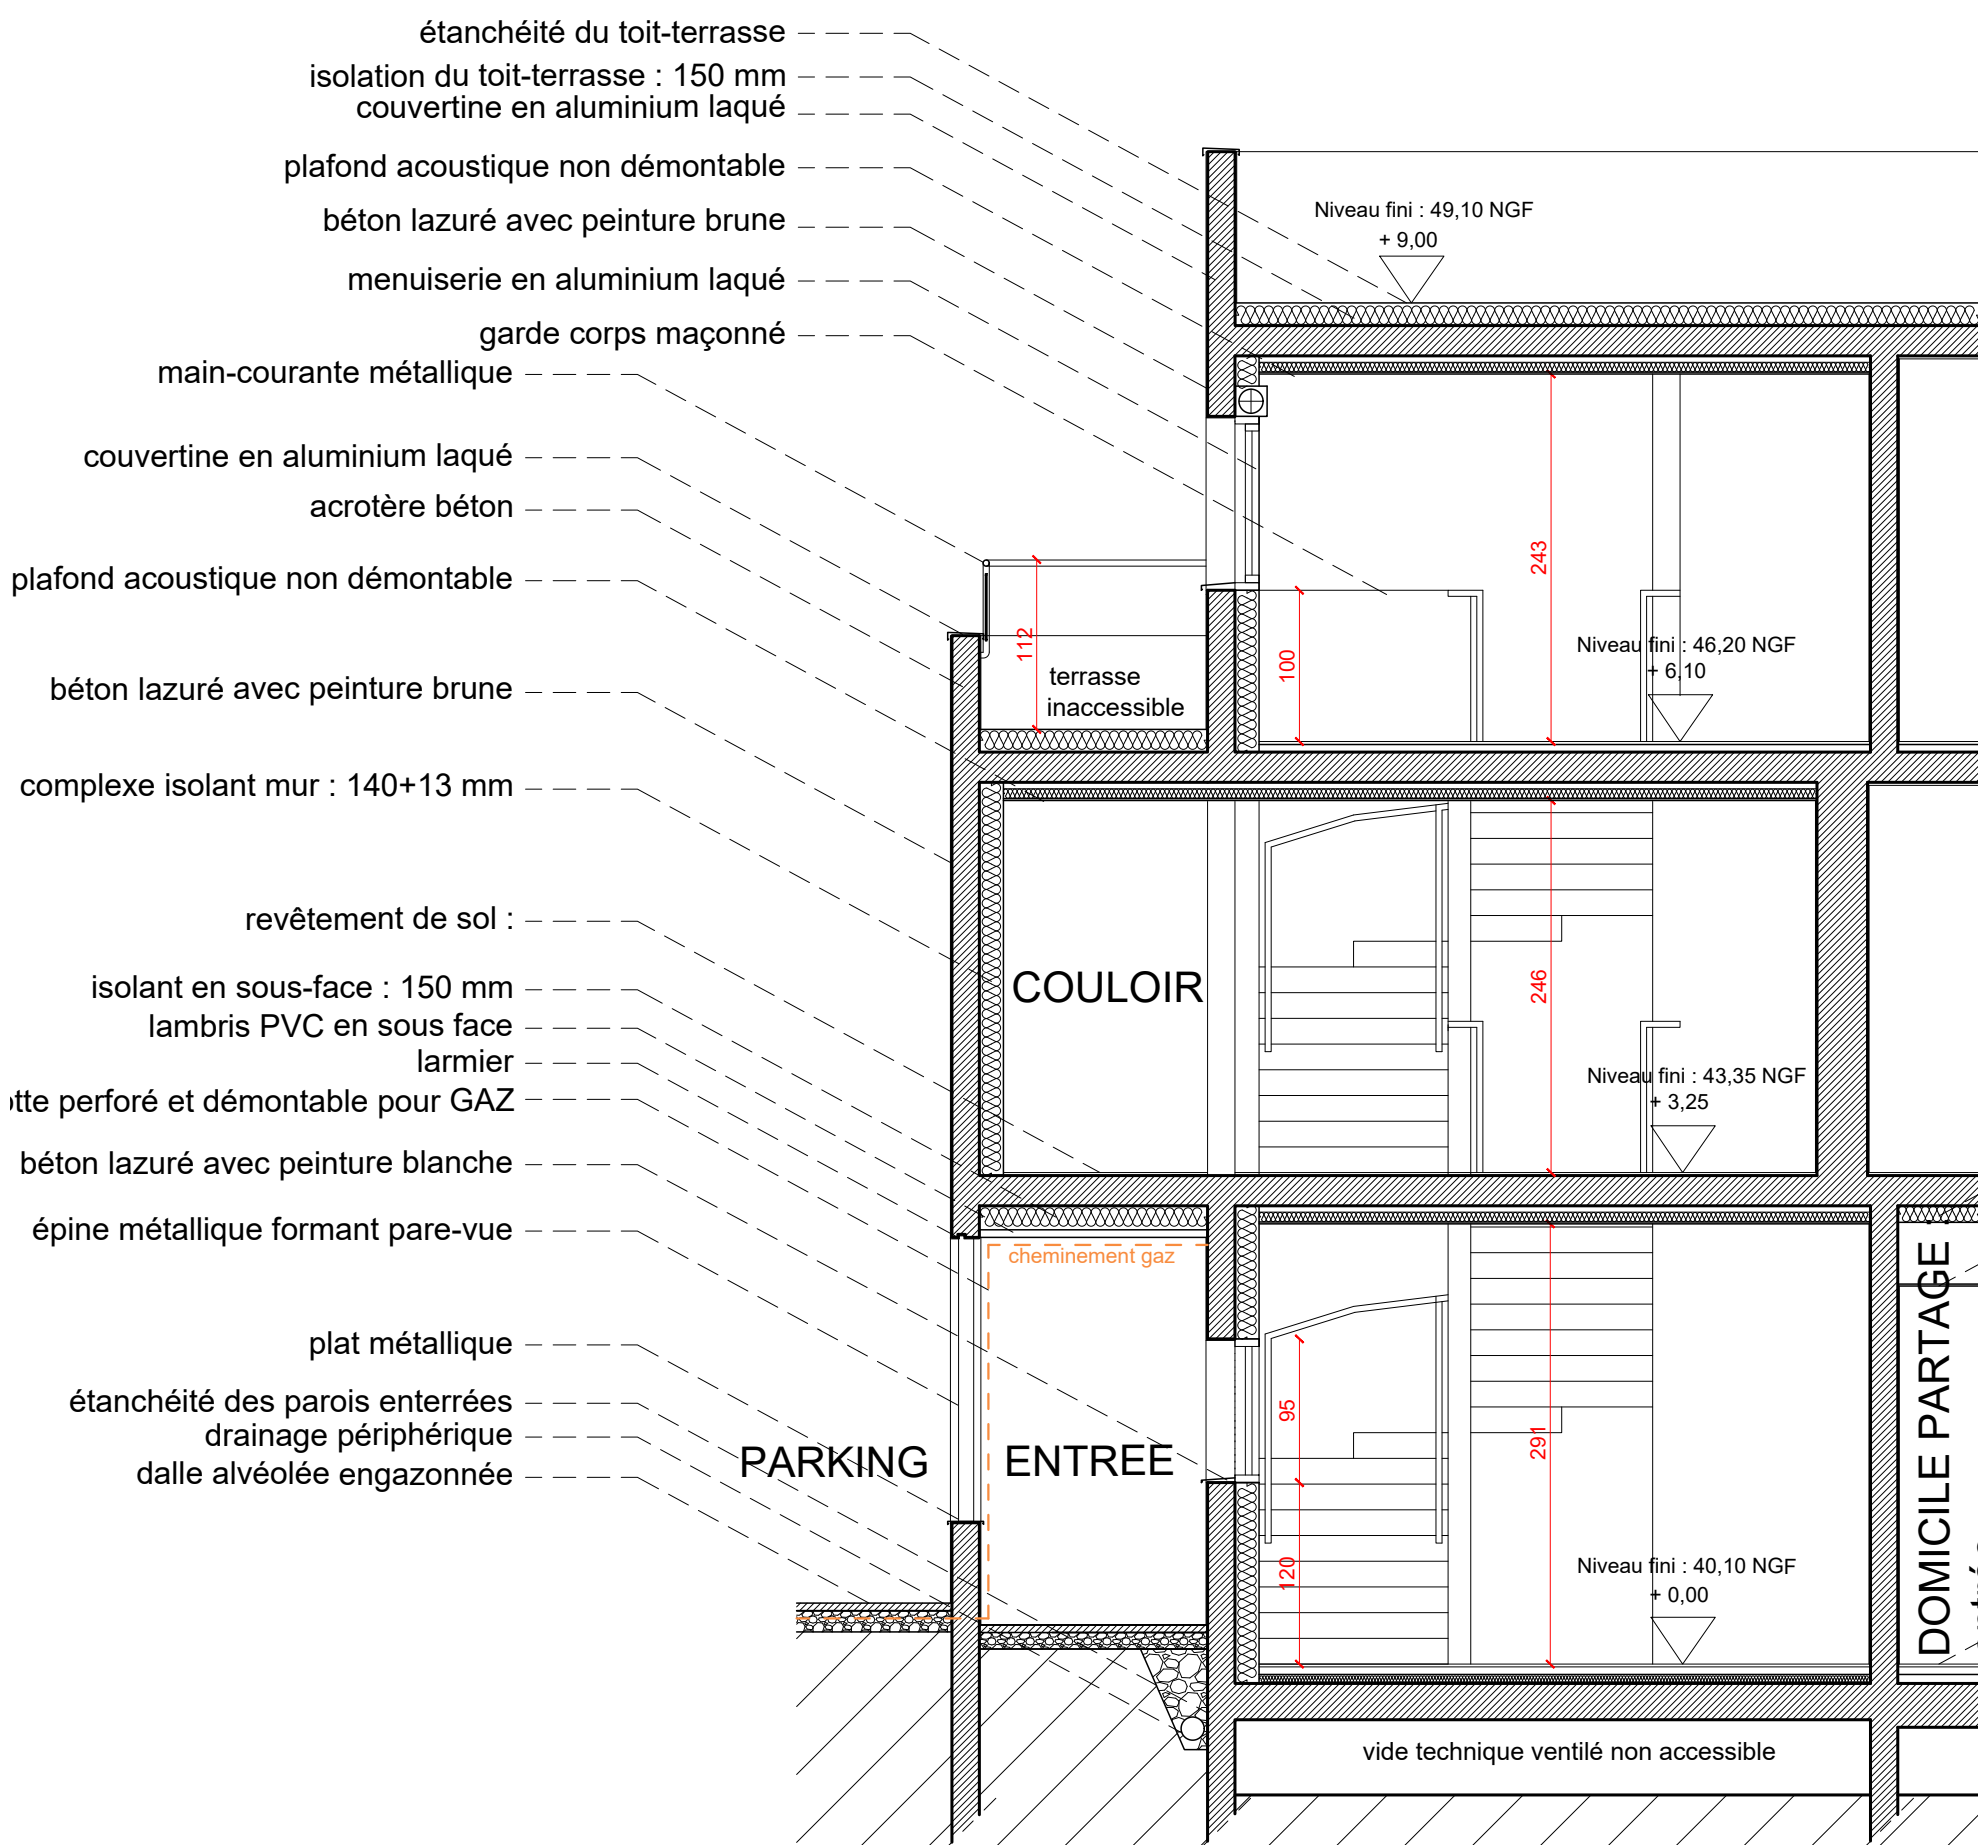 étanchéité du toit-terrasse
isolation du toit-terrasse : 150 mm
couvertine en aluminium laqué
plafond acoustique non démontable
béton lazuré avec peinture brune
menuiserie en aluminium laqué
garde corps maçonné
main-courante métallique
couvertine en aluminium laqué
acrotère béton
plafond acoustique non démontable
béton lazuré avec peinture brune
complexe isolant mur : 140+13 mm
revêtement de sol :
isolant en sous-face : 150 mm
lambris PVC en sous face
larmier
perforé et démontable pour GAZ
béton lazuré avec peinture blanche
épine métallique formant pare-vue
plat métallique
étanchéité des parois enterrées
drainage périphérique
dalle alvéolée engazonnée
Niveau fini : 49,10 NGF
+ 9,00
243
100
112
terrasse
inaccessible
Niveau fini : 46,20 NGF
+ 6,10
COULOIR
246
Niveau fini : 43,35 NGF
+ 3,25
cheminement gaz
PARKING
ENTREE
95
120
291
Niveau fini : 40,10 NGF
+ 0,00
DOMICILE PARTAGE
vide technique ventilé non accessible